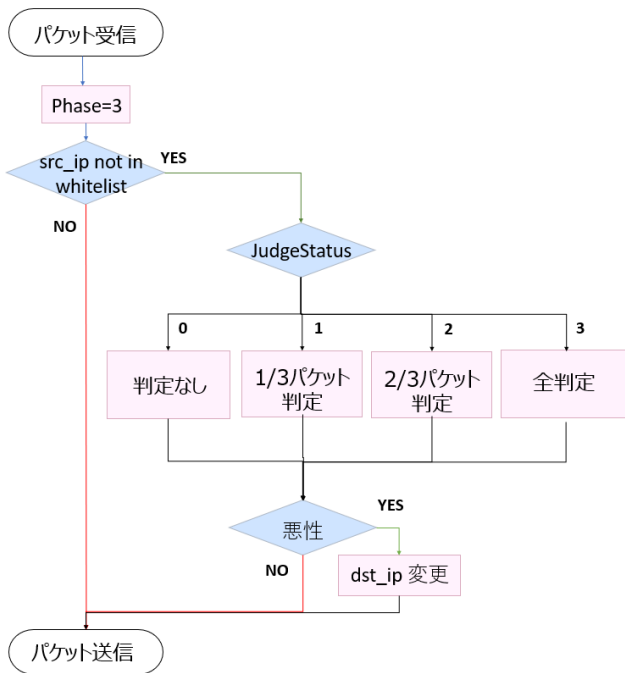 パケット受信
Phase=3
src_ip not in
whitelist
YES
NO
JudgeStatus
0
1
2
3
判定なし
1/3パケット
判定
2/3パケット
判定
全判定
悪性
YES
NO
dst_ip 変更
パケット送信